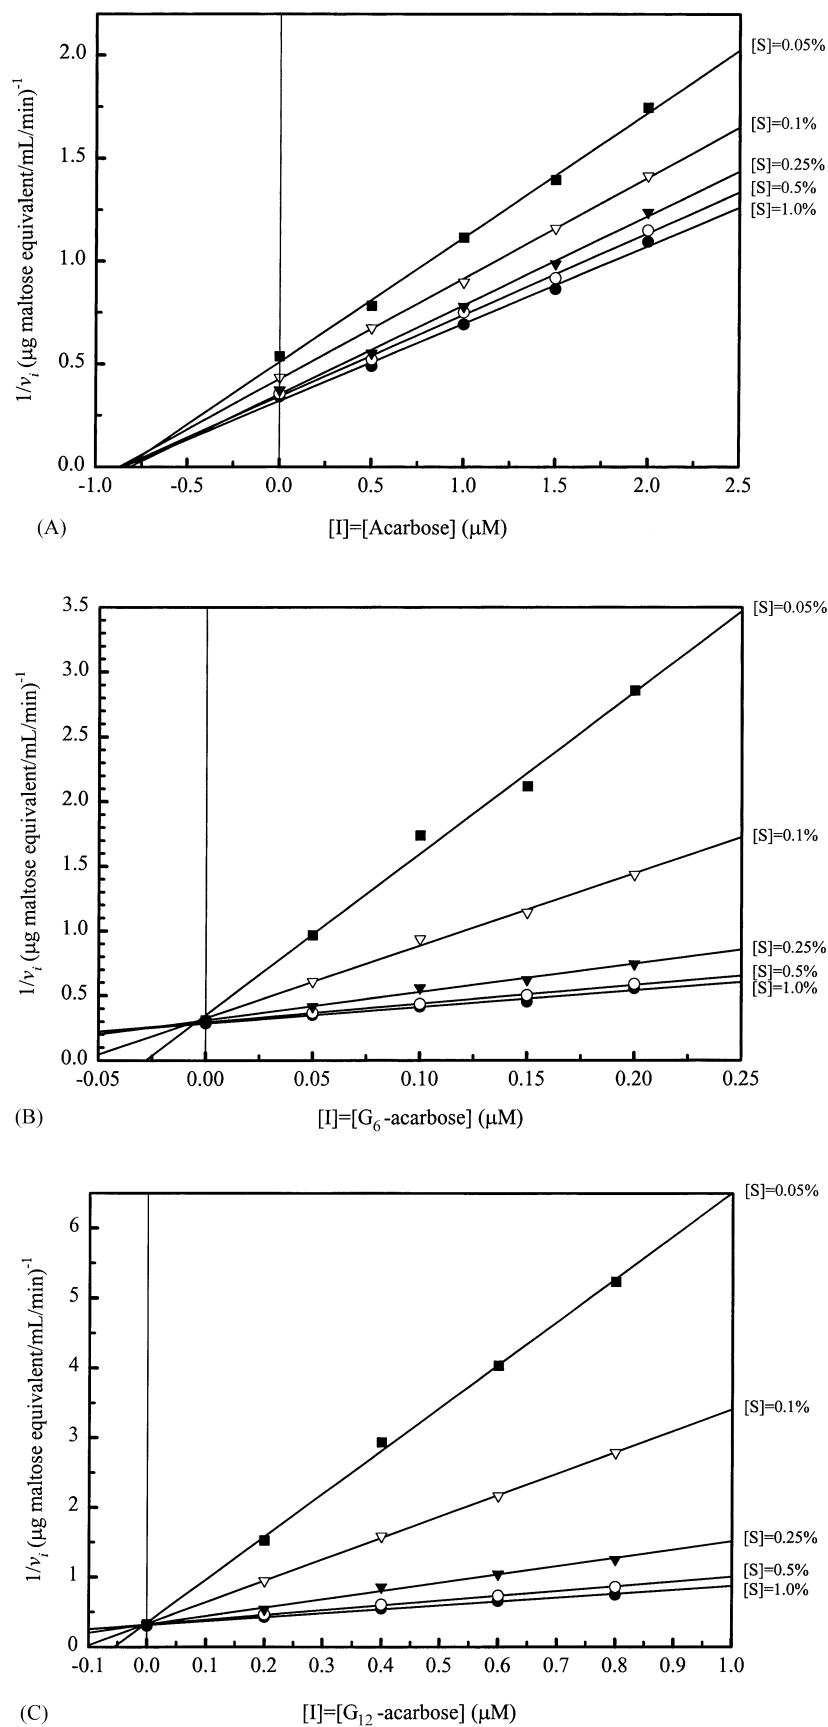 2.0
1.5
1.0
0.5
0.0
1/vi (μg maltose equivalent/mL/min)-1
[S]=0.05%
[S]=0.1%
[S]=0.25%
[S]=0.5%
[S]=1.0%
-1.0 -0.5 0.0 0.5 1.0 1.5 2.0 2.5
(A) [I]=[Acarbose] (μM)
3.5
3.0
2.5
2.0
1.5
1.0
0.5
0.0
1/vi (μg maltose equivalent/mL/min)-1
[S]=0.05%
[S]=0.1%
[S]=0.25%
[S]=0.5%
[S]=1.0%
-0.05 0.00 0.05 0.10 0.15 0.20 0.25
(B) [I]=[G6-acarbose] (μM)
6
5
4
3
2
1
0
1/vi (μg maltose equivalent/mL/min)-1
[S]=0.05%
[S]=0.1%
[S]=0.25%
[S]=0.5%
[S]=1.0%
-0.1 0.0 0.1 0.2 0.3 0.4 0.5 0.6 0.7 0.8 0.9 1.0
(C) [I]=[G12-acarbose] (μM)